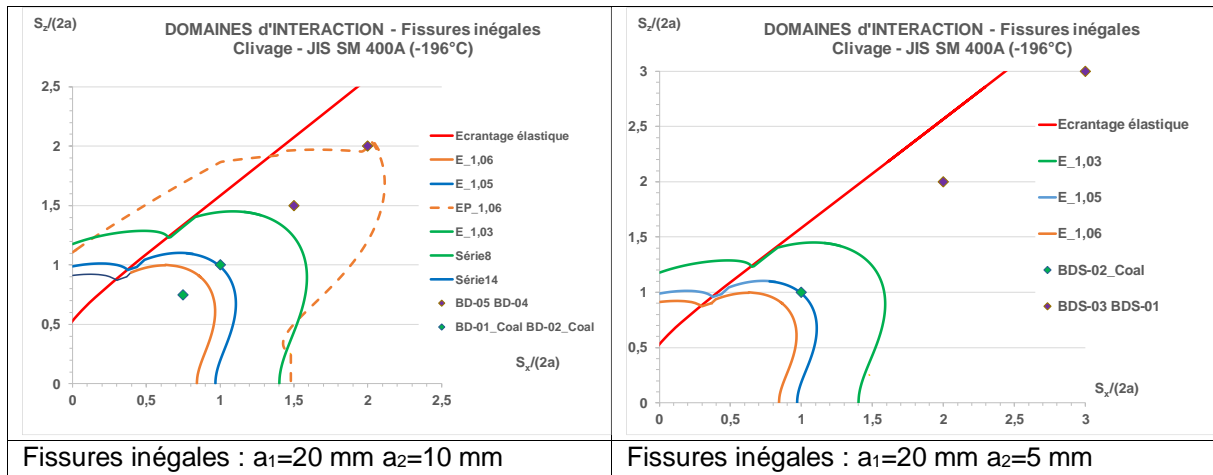 S_z/(2a)
DOMAINES d'INTERACTION - Fissures inégales
Clivage - JIS SM 400A (-196°C)
2,5
2
1,5
1
0,5
0
0
0,5
1
1,5
2
2,5
S_x/(2a)
Ecrantage élastique
E_1,06
E_1,05
EP_1,06
E_1,03
Série8
Série14
BD-05 BD-04
BD-01_Coal BD-02_Coal
Fissures inégales : a₁=20 mm a₂=10 mm
S_z/(2a)
DOMAINES d'INTERACTION - Fissures inégales
Clivage - JIS SM 400A (-196°C)
3
2,5
2
1,5
1
0,5
0
0
0,5
1
1,5
2
2,5
3
S_x/(2a)
Ecrantage élastique
E_1,03
E_1,05
E_1,06
BDS-02_Coal
BDS-03 BDS-01
Fissures inégales : a₁=20 mm a₂=5 mm